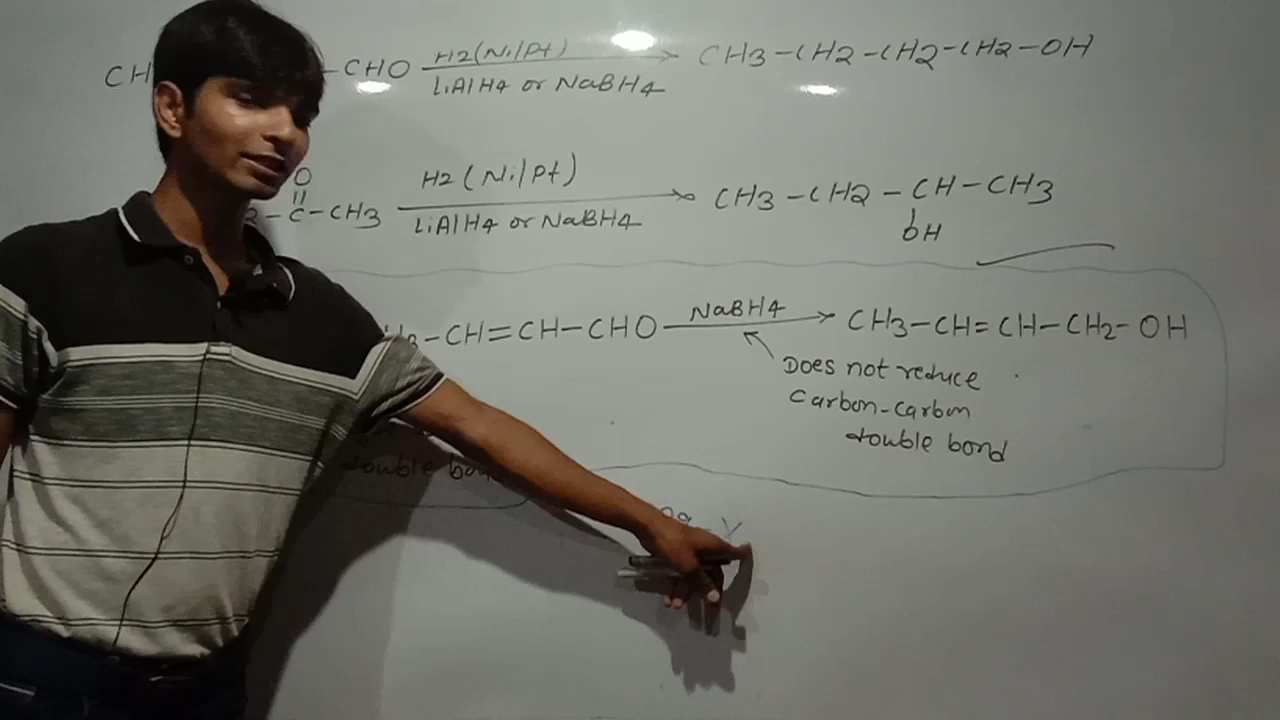 CH -CHO H2(Ni/Pt) CH3-CH2-CH2-CH2-OH
LiAlH4 or NaBH4
O
-C-CH3 H2 (Ni/Pt) CH3-CH2-CH-CH3
LiAlH4 or NaBH4
OH
-CH=CH-CHO NaBH4 CH3-CH=CH-CH2-OH
Does not reduce
Carbon-carbon
double bond
double